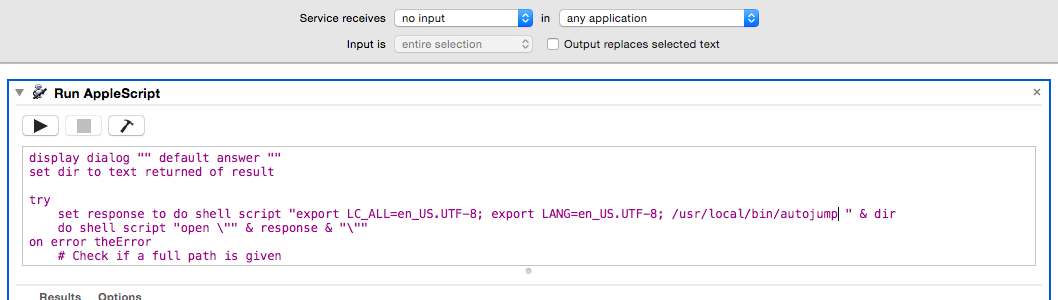 Service receives no input in any application
Input is entire selection Output replaces selected text
Run AppleScript
display dialog "" default answer ""
set dir to text returned of result
try
set response to do shell script "export LC_ALL=en_US.UTF-8; export LANG=en_US.UTF-8; /usr/local/bin/autojump " & dir
do shell script "open \"" & response & "\""
on error theError
# Check if a full path is given
Results Options